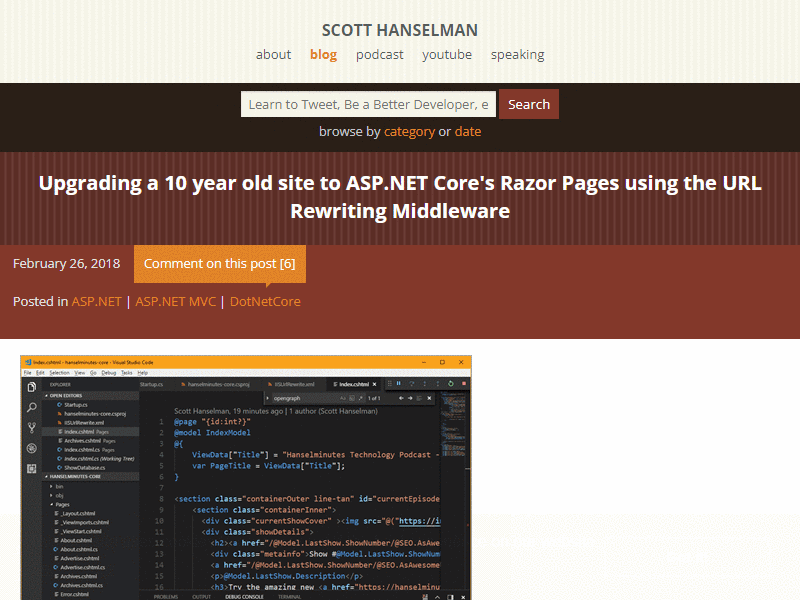 SCOTT HANSELMAN
about blog podcast youtube speaking
Learn to Tweet, Be a Better Developer, e Search
browse by category or date
Upgrading a 10 year old site to ASP.NET Core's Razor Pages using the URL
Rewriting Middleware
February 26, 2018 Comment on this post [6]
Posted in ASP.NET | ASP.NET MVC | DotNetCore
Index.cshtml - hanselminutes-core - Visual Studio Code
File Edit Selection View Go Debug Tasks Help
EXPLORER Startup.cs hanselminutes-core.csproj IISUrlRewrite.xml Index.cshtml
OPEN EDITORS
Startup.cs
hanselminutes-core.csproj
IISUrlRewrite.xml
Index.cshtml Pages
Archives.cshtml Pages
Index.cshtml.cs Pages
Index.cshtml.cs (Working Tree)
ShowDatabase.cs
HANSELMINUTES-CORE
bin
obj
Pages
_Layout.cshtml
_ViewImports.cshtml
_ViewStart.cshtml
About.cshtml
About.cshtml.cs
Advertise.cshtml
Advertise.cshtml.cs
Archives.cshtml
Archives.cshtml.cs
Error.cshtml
opengraph 1 of 1
Scott Hanselman, 19 minutes ago | 1 author (Scott Hanselman)
1 @page "{id:int?}"
2 @model IndexModel
3 @{
4 ViewData["Title"] = "Hanselminutes Technology Podcast -
5 var PageTitle = ViewData["Title"];
6 }
7
8 <section class="containerOuter line-tan" id="currentEpisode
9 <section class="containerInner">
10 <div class="currentShowCover" ><img src="@("https://i
11 <div class="showDetails">
12 <h2><a href="/@Model.LastShow.ShowNumber/@SEO.AsAwe
13 <div class="metainfo">Show #@Model.LastShow.ShowNum
14 <a href="/@Model.LastShow.ShowNumber/@SEO.AsAwesome
15 <p>@Model.LastShow.Description</p>
16 <h3>Try the amazing new <a href="https://hanselminu
PROBLEMS OUTPUT DEBUG CONSOLE TERMINAL